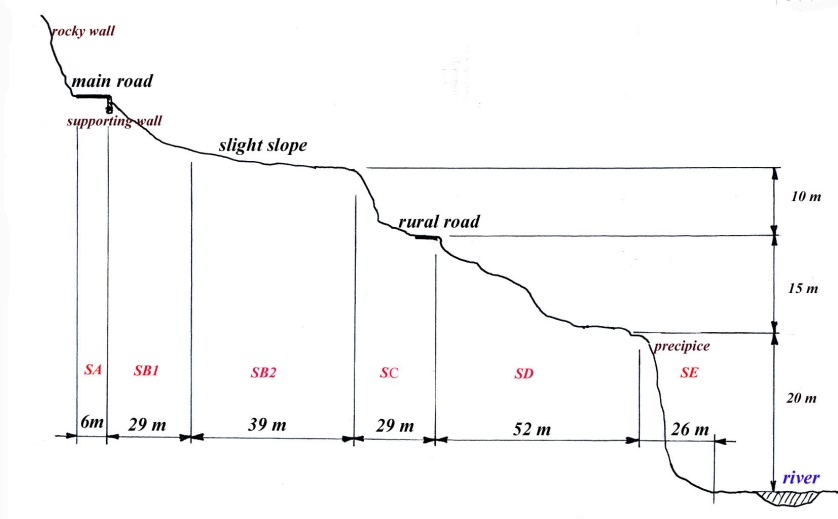 rocky wall
main road
supporting wall
slight slope
10 m
rural road
15 m
precipice
SA
SB1
SB2
SC
SD
SE
20 m
6m
29 m
39 m
29 m
52 m
26 m
river